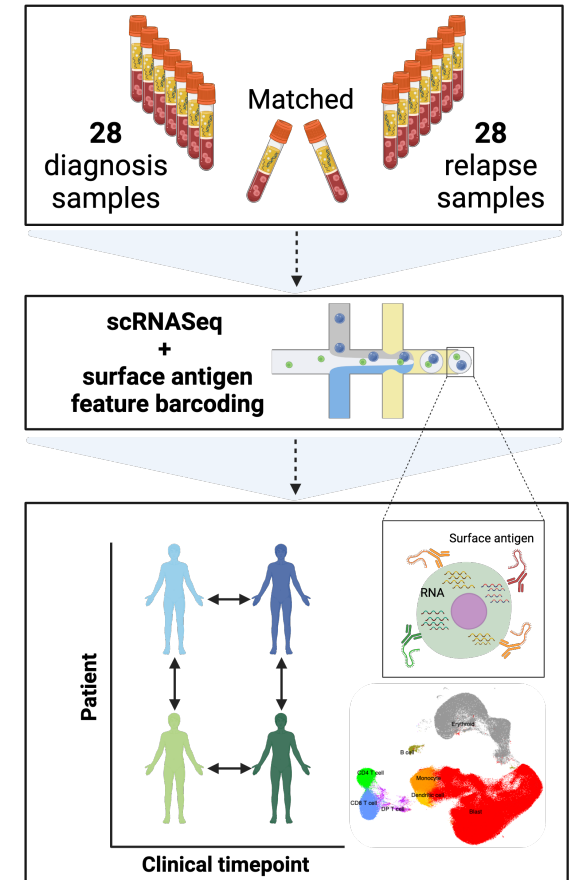 Matched
28
diagnosis
samples
28
relapse
samples
scRNASeq
+
surface antigen
feature barcoding
Surface antigen
RNA
Patient
Clinical timepoint
Erythroid
B cell
CD4 T cell
Monocyte
CD8 T cell
Dendritic cell
DP T cell
Blast